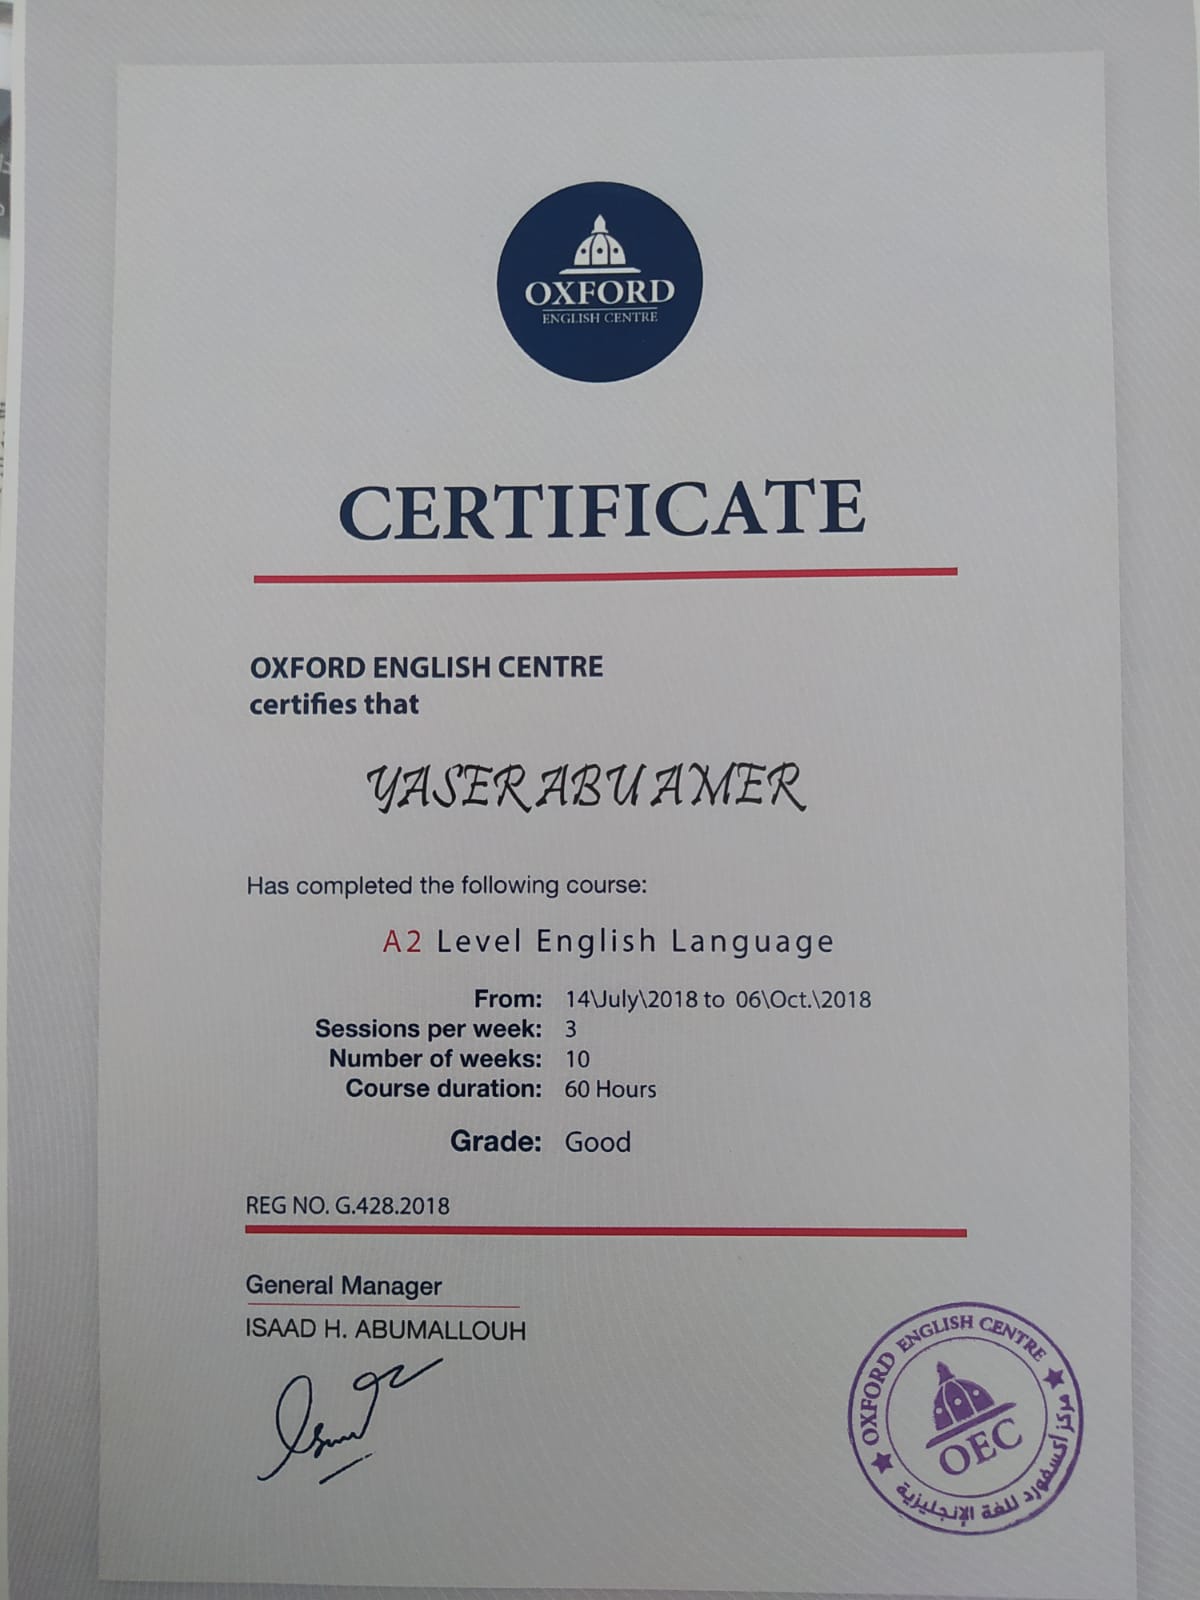 OXFORD
ENGLISH CENTRE
CERTIFICATE
OXFORD ENGLISH CENTRE
certifies that
YASER ABU AMER
Has completed the following course:
A2 Level English Language
From: 14\July\2018 to 06\Oct.\2018
Sessions per week: 3
Number of weeks: 10
Course duration: 60 Hours
Grade: Good
REG NO. G.428.2018
General Manager
ISAAD H. ABUMALLOUH
OXFORD ENGLISH CENTRE
OEC
مركز أكسفورد للغة الإنجليزية